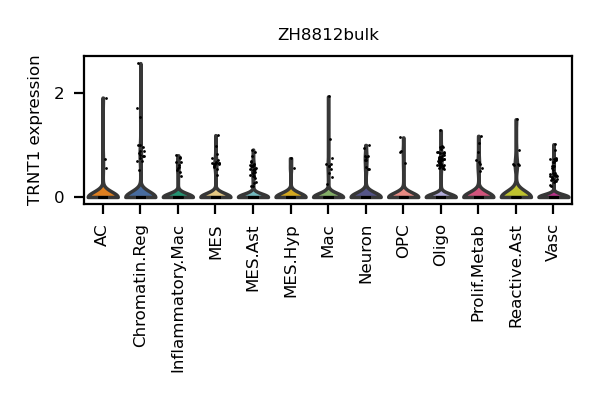 ZH8812bulk
TRNT1 expression
2
0
AC
Chromatin.Reg
Inflammatory.Mac
MES
MES.Ast
MES.Hyp
Mac
Neuron
OPC
Oligo
Prolif.Metab
Reactive.Ast
Vasc